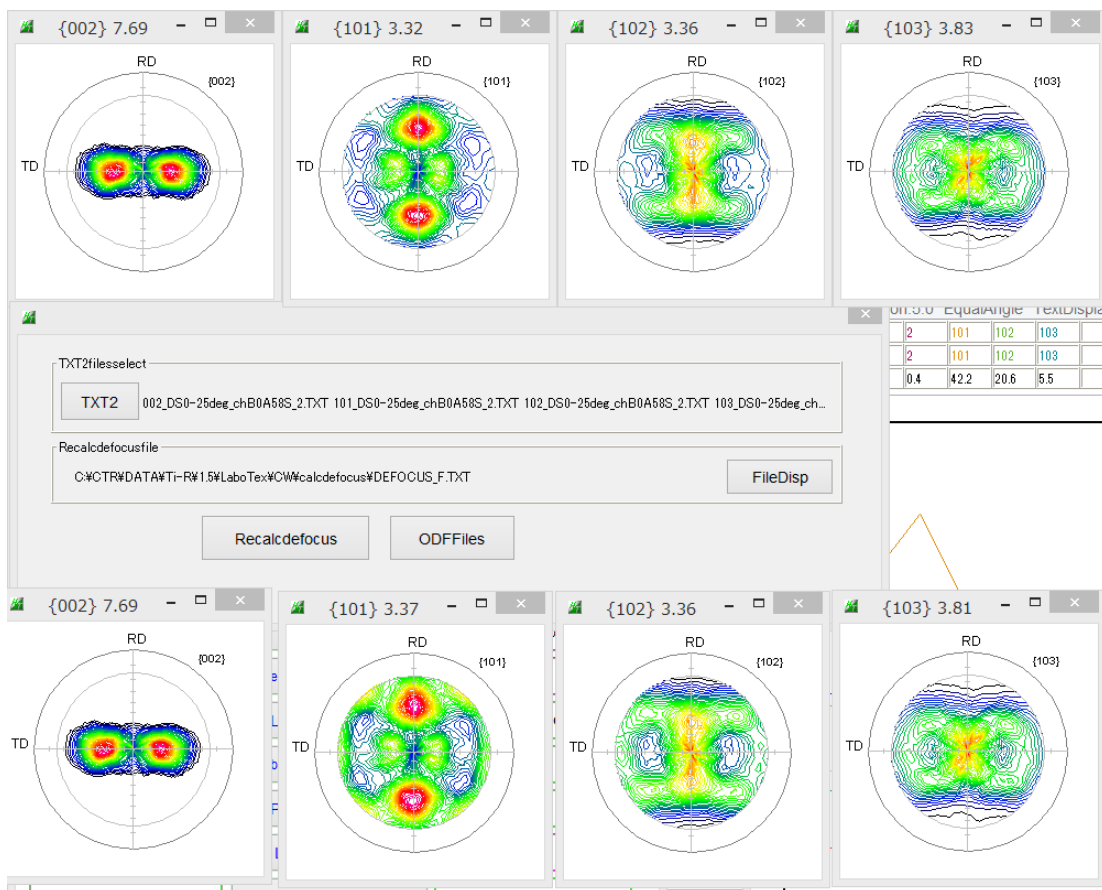 {002} 7.69
{101} 3.32
{102} 3.36
{103} 3.83
RD
{002}
TD
RD
{101}
TD
RD
{102}
TD
RD
{103}
TD
EqualAngle
2 101 102 103
2 101 102 103
0.4 42.2 20.6 5.5
TXT2filesselect
TXT2
002_DS0-25deg_chB0A58S_2.TXT 101_DS0-25deg_chB0A58S_2.TXT 102_DS0-25deg_chB0A58S_2.TXT 103_DS0-25deg_ch...
Recalcdefocusfile
C:¥CTR¥DATA¥Ti-R¥1.5¥LaboTex¥CW¥calcdefocus¥DEFOCUS_F.TXT
FileDisp
Recalcdefocus
ODFFiles
{002} 7.69
{101} 3.37
{102} 3.36
{103} 3.81
RD
{002}
TD
RD
{101}
TD
RD
{102}
TD
RD
{103}
TD